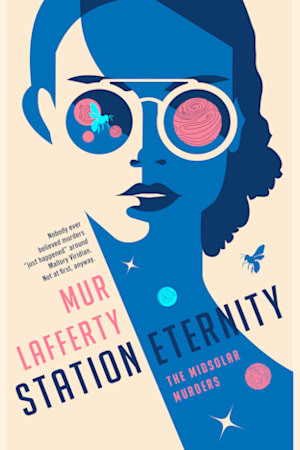 Nobody ever
believed murders
"just happened" around
Mallory Viridian.
Not at first, anyway.
MUR
LAFFERTY
STATION ETERNITY
THE MIDSOLAR
MURDERS